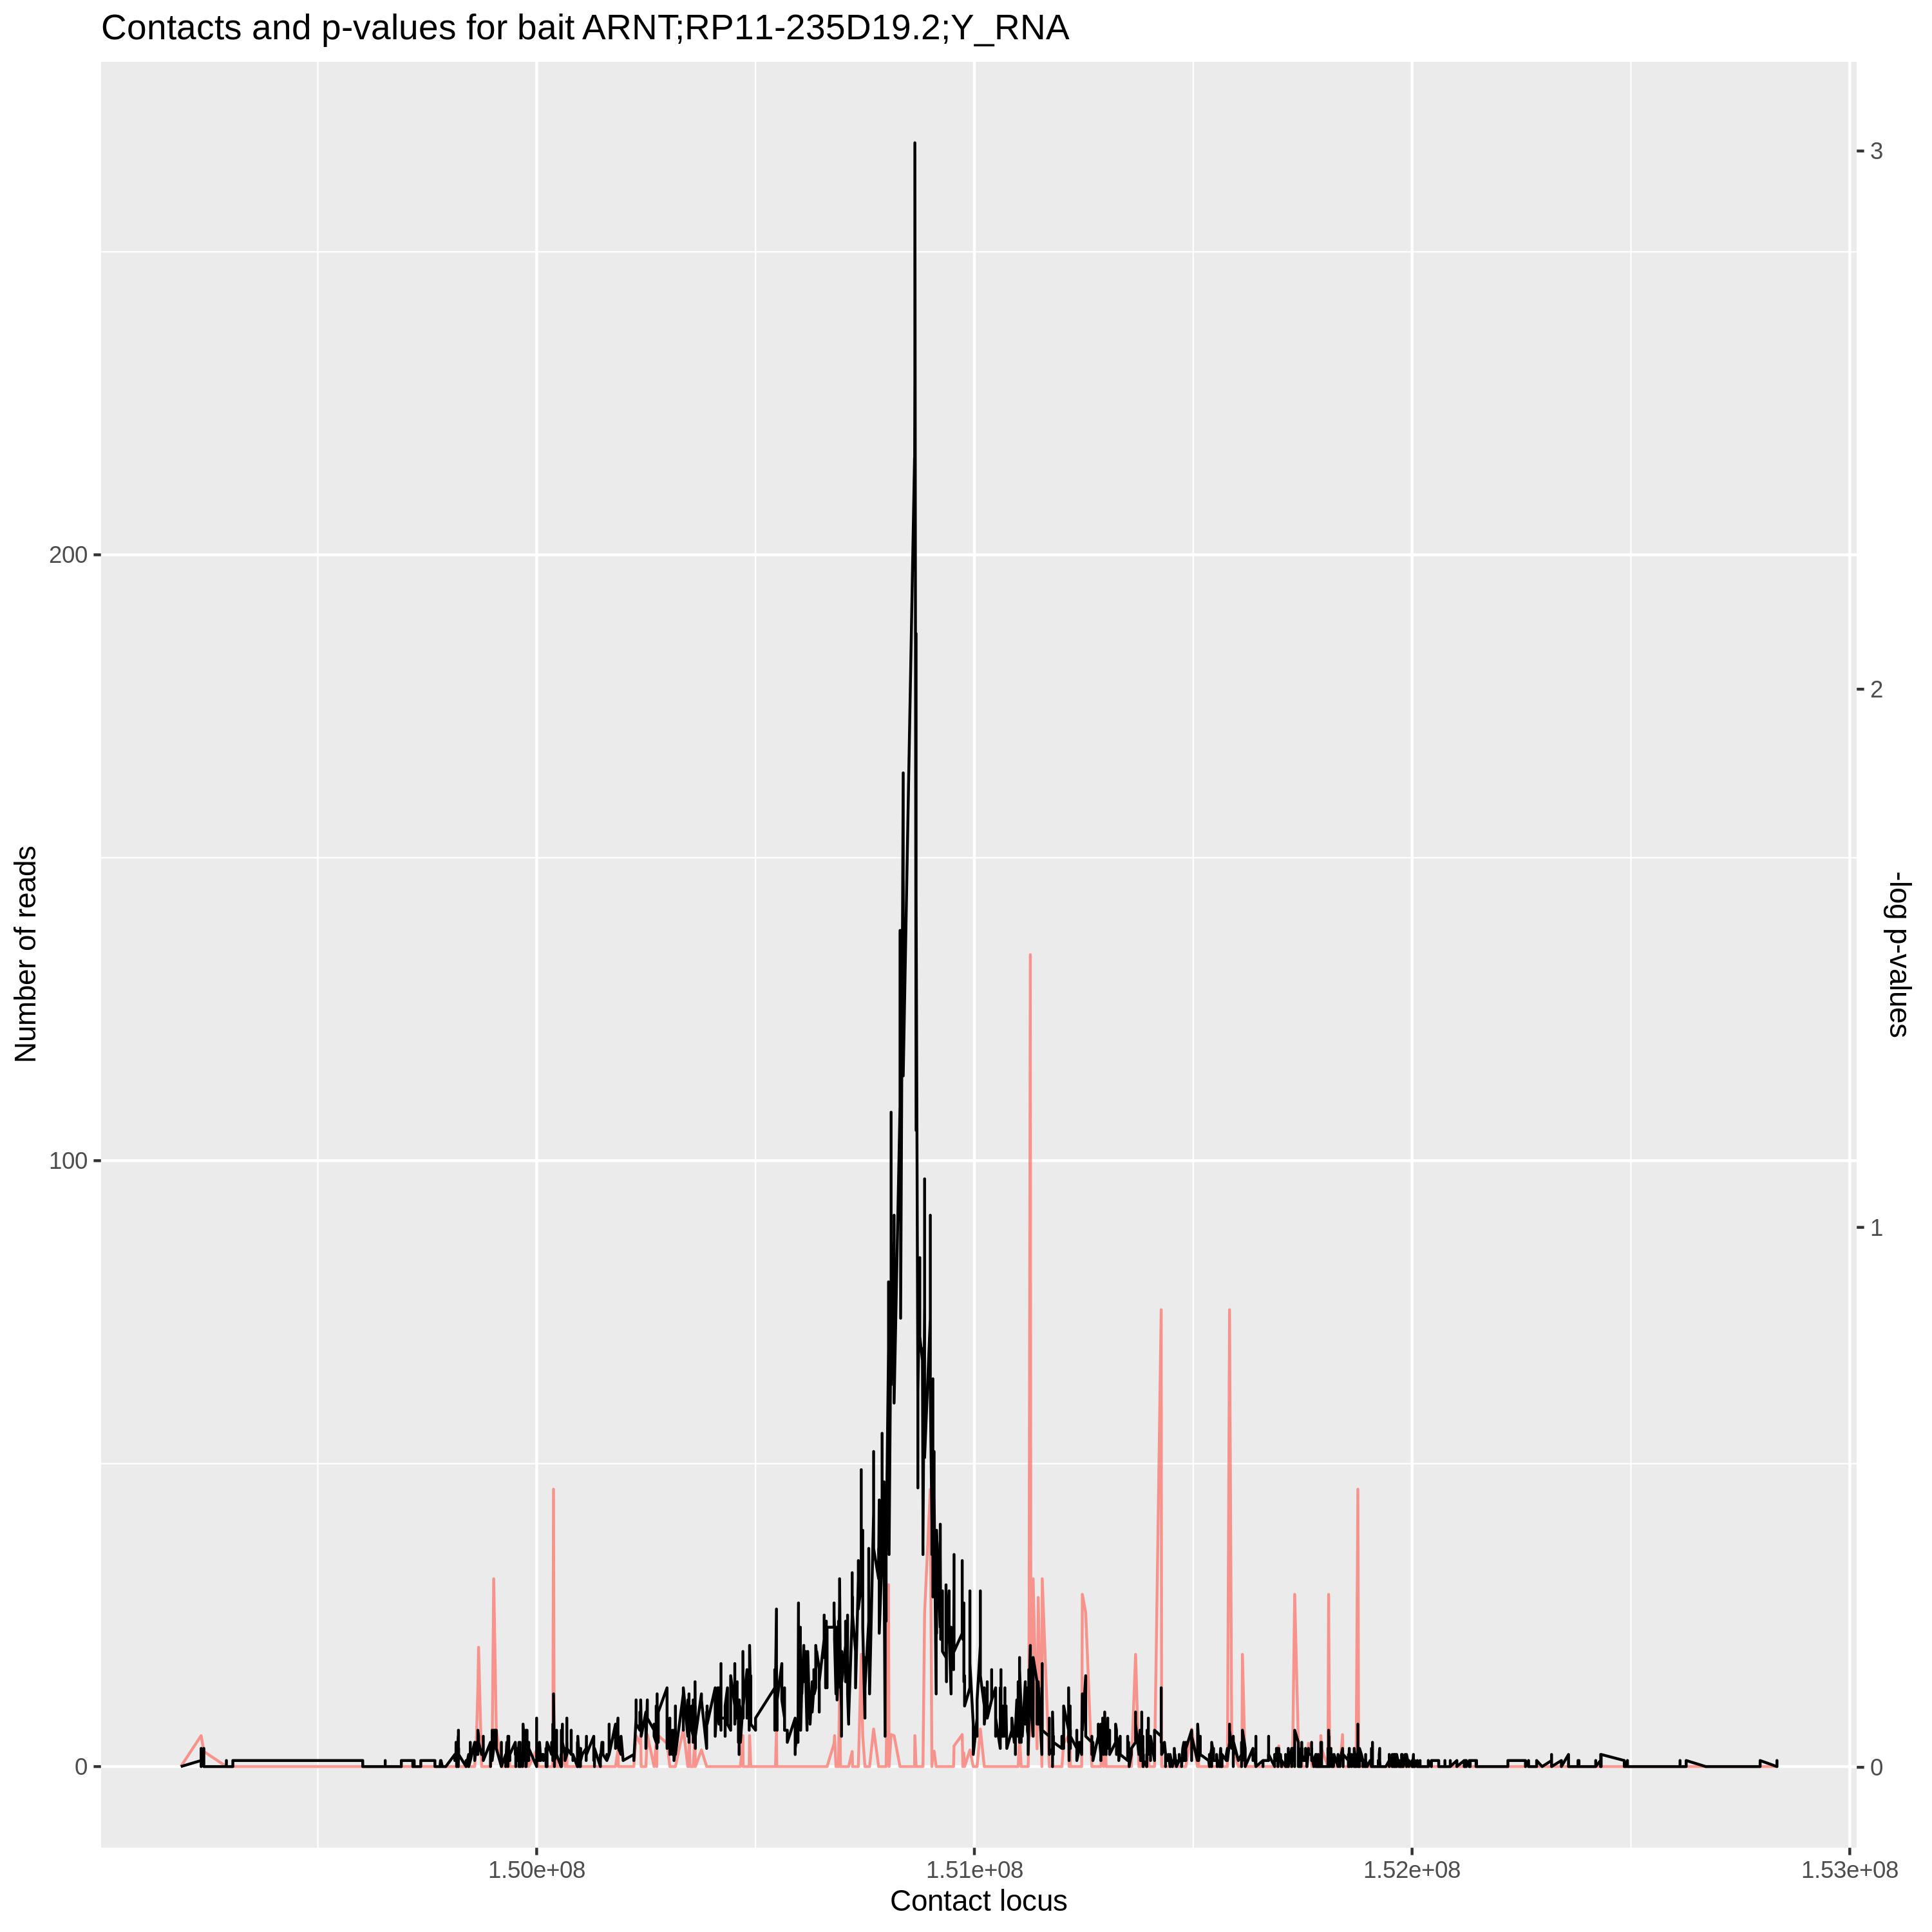 Contacts and p-values for bait ARNT;RP11-235D19.2;Y_RNA
3
200
2
Number of reads
-log p-values
1
100
0
0
1.50e+08
1.51e+08
1.52e+08
1.53e+08
Contact locus